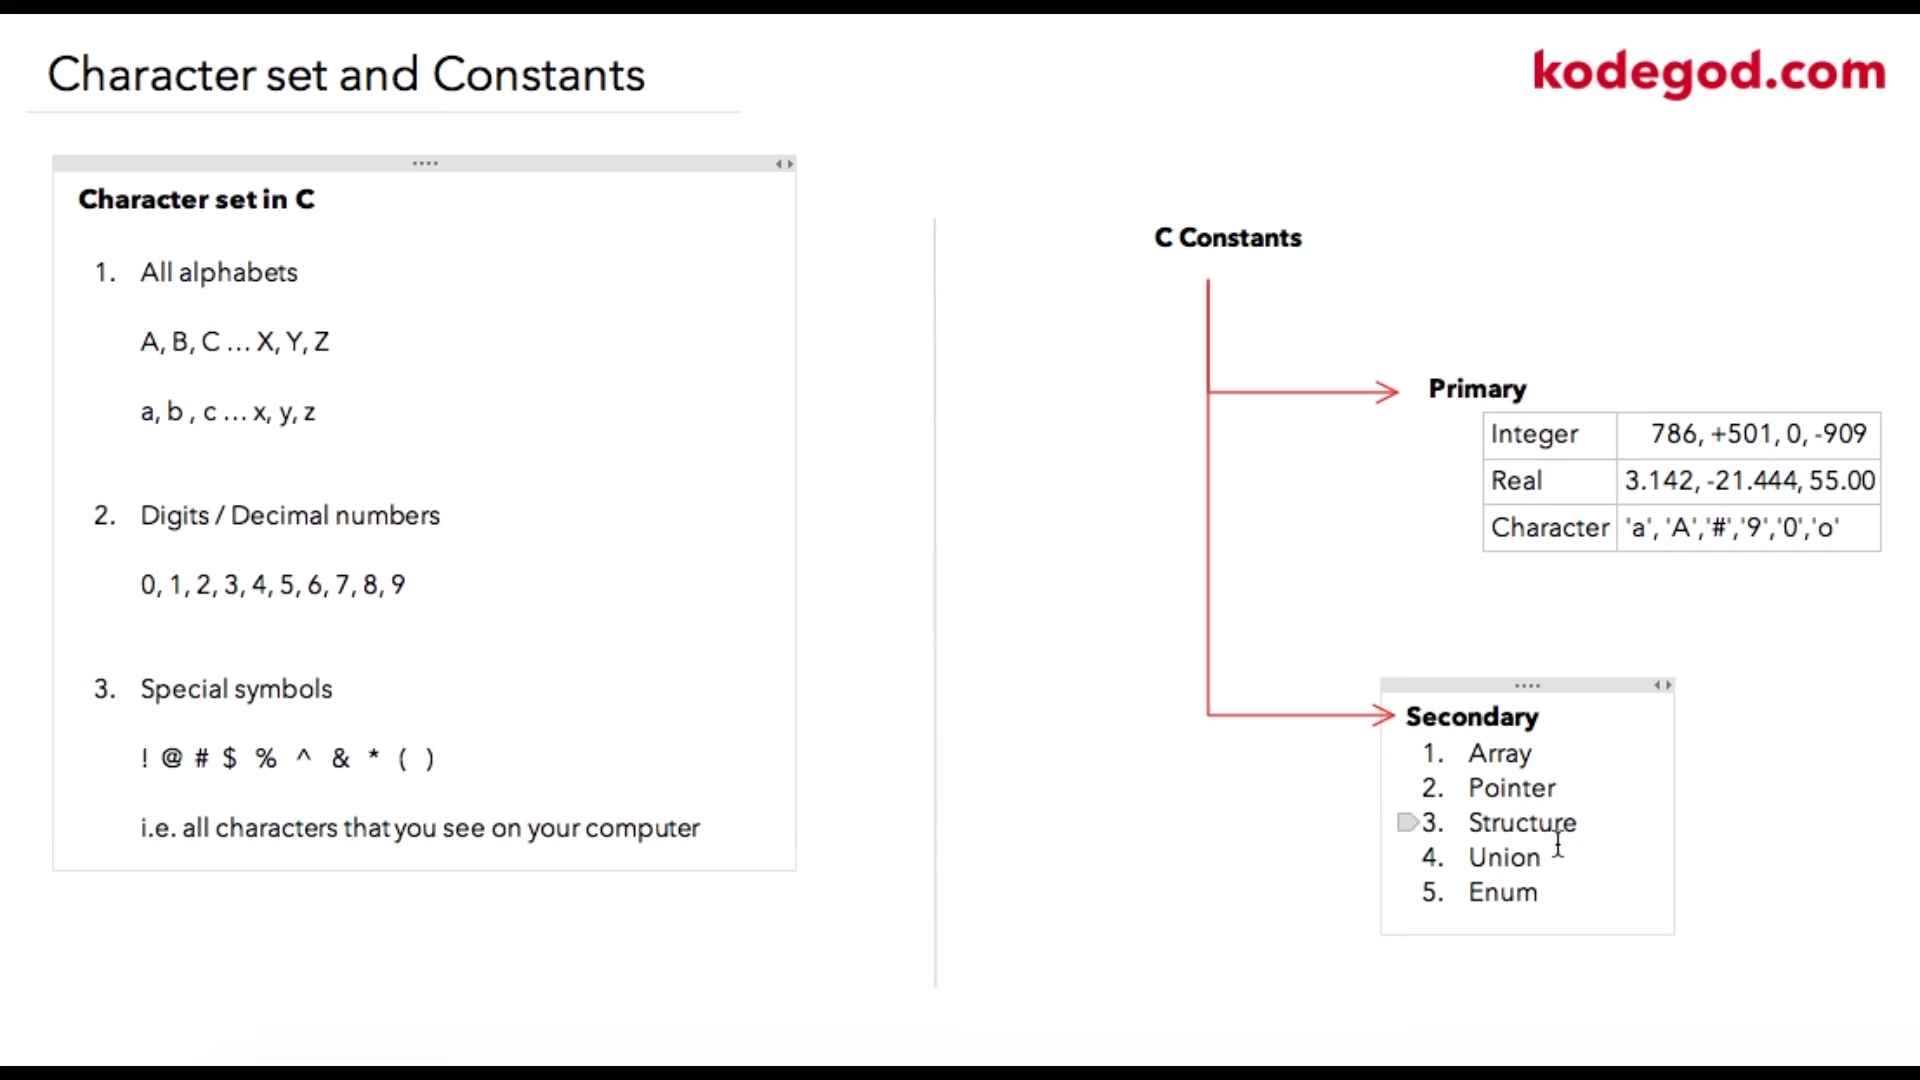 Character set and Constants
kodegod.com
Character set in C
1. All alphabets
A, B, C ... X, Y, Z
a, b , c ... x, y, z
2. Digits / Decimal numbers
0, 1, 2, 3, 4, 5, 6, 7, 8, 9
3. Special symbols
! @ # $ % ^ & * ( )
i.e. all characters that you see on your computer
C Constants
Primary
Integer 786, +501, 0, -909
Real 3.142, -21.444, 55.00
Character 'a', 'A','#','9','0','o'
Secondary
1. Array
2. Pointer
3. Structure
4. Union
5. Enum